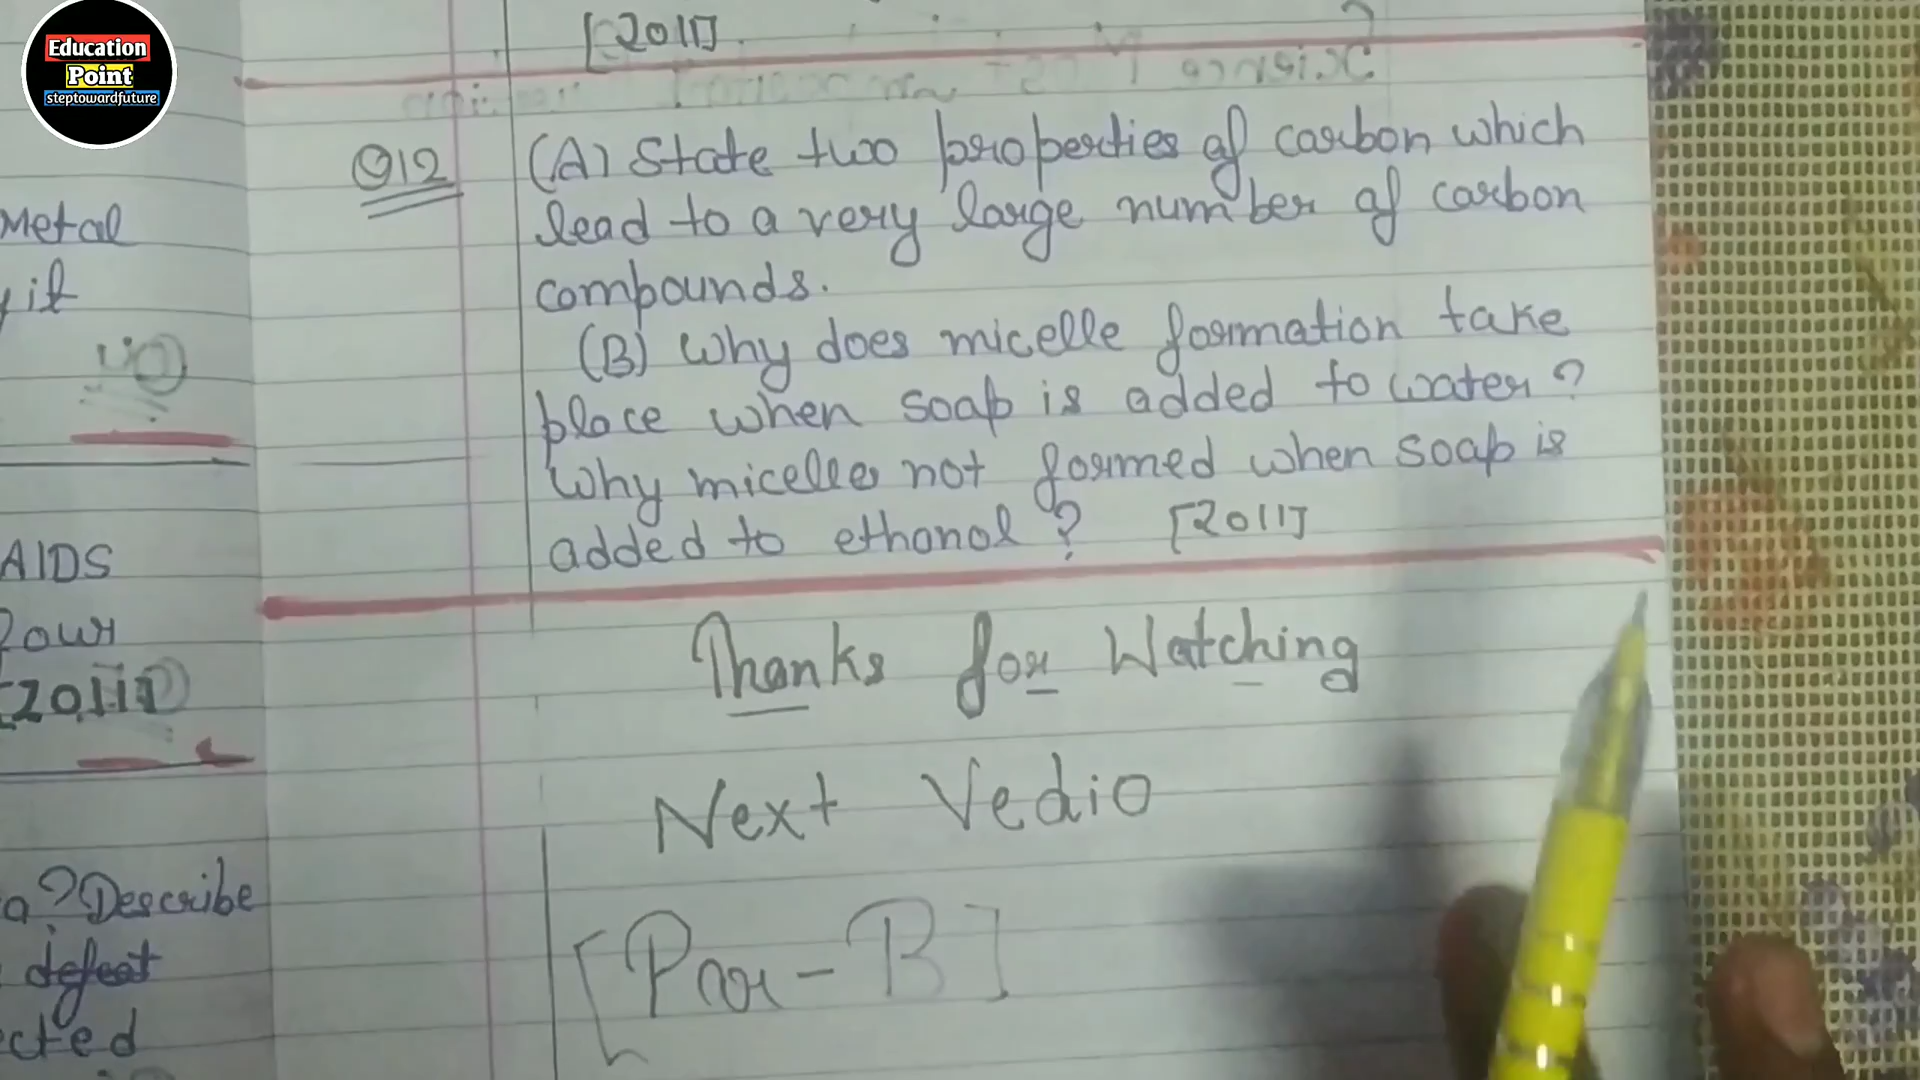 Education
Point
steptowardfuture
[2011]
Q12 (A) State two properties of carbon which
lead to a very large number of carbon
compounds.
(B) Why does micelle formation take
place when soap is added to water?
Why micelles not formed when soap is
added to ethanol? [2011]
Thanks for Watching
Next Vedio
[Par-B]
Metal
it
AIDS
[2011]
a? Describe
defect
cted